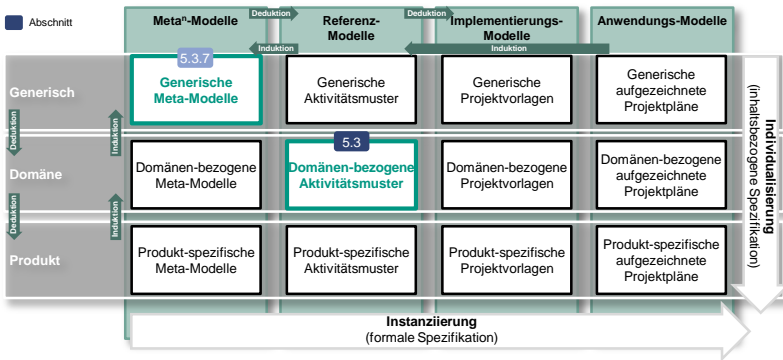 Abschnitt
Metaⁿ-Modelle
Deduktion
Referenz-
Modelle
Deduktion
Implementierungs-
Modelle
Anwendungs-Modelle
Induktion
Induktion
5.3.7
Generisch
Generische
Meta-Modelle
Generische
Aktivitätsmuster
Generische
Projektvorlagen
Generische
aufgezeichnete
Projektpläne
Deduktion
Induktion
5.3
Domäne
Domänen-bezogene
Meta-Modelle
Domänen-bezogene
Aktivitätsmuster
Domänen-bezogene
Projektvorlagen
Domänen-bezogene
aufgezeichnete
Projektpläne
Deduktion
Induktion
Produkt
Produkt-spezifische
Meta-Modelle
Produkt-spezifische
Aktivitätsmuster
Produkt-spezifische
Projektvorlagen
Produkt-spezifische
aufgezeichnete
Projektpläne
Individualisierung
(inhaltsbezogene Spezifikation)
Instanziierung
(formale Spezifikation)